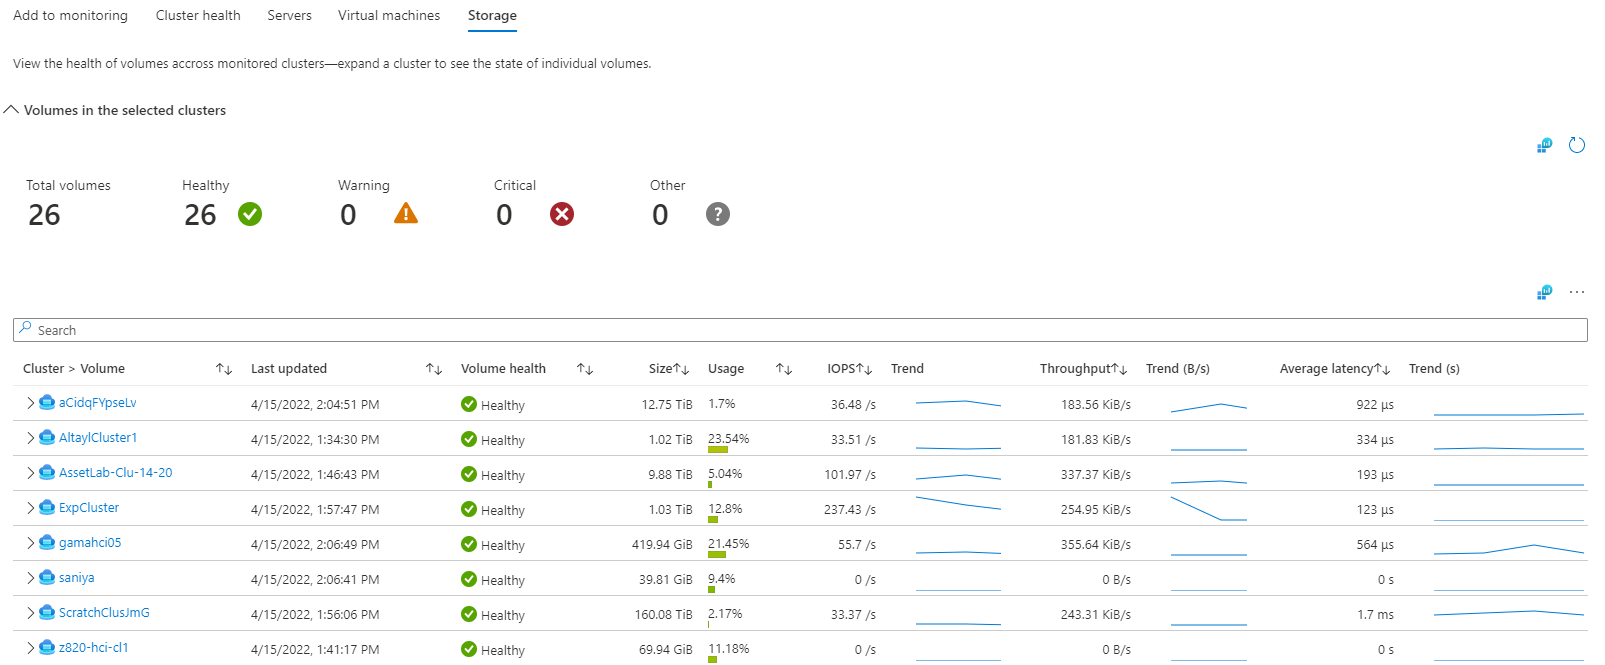 Add to monitoring Cluster health Servers Virtual machines Storage
View the health of volumes accross monitored clusters—expand a cluster to see the state of individual volumes.
Volumes in the selected clusters
Total volumes Healthy Warning Critical Other
26 26 0 0 0
Search
Cluster > Volume Last updated Volume health Size Usage IOPS Trend Throughput Trend (B/s) Average latency Trend (s)
aCidqFYpseLv 4/15/2022, 2:04:51 PM Healthy 12.75 TiB 1.7% 36.48 /s 183.56 KiB/s 922 µs
AltaylCluster1 4/15/2022, 1:34:30 PM Healthy 1.02 TiB 23.54% 33.51 /s 181.83 KiB/s 334 µs
AssetLab-Clu-14-20 4/15/2022, 1:46:43 PM Healthy 9.88 TiB 5.04% 101.97 /s 337.37 KiB/s 193 µs
ExpCluster 4/15/2022, 1:57:47 PM Healthy 1.03 TiB 12.8% 237.43 /s 254.95 KiB/s 123 µs
gamahci05 4/15/2022, 2:06:49 PM Healthy 419.94 GiB 21.45% 55.7 /s 355.64 KiB/s 564 µs
saniya 4/15/2022, 2:06:41 PM Healthy 39.81 GiB 9.4% 0 /s 0 B/s 0 s
ScratchClusJmG 4/15/2022, 1:56:06 PM Healthy 160.08 TiB 2.17% 33.37 /s 243.31 KiB/s 1.7 ms
z820-hci-cl1 4/15/2022, 1:41:17 PM Healthy 69.94 GiB 11.18% 0 /s 0 B/s 0 s